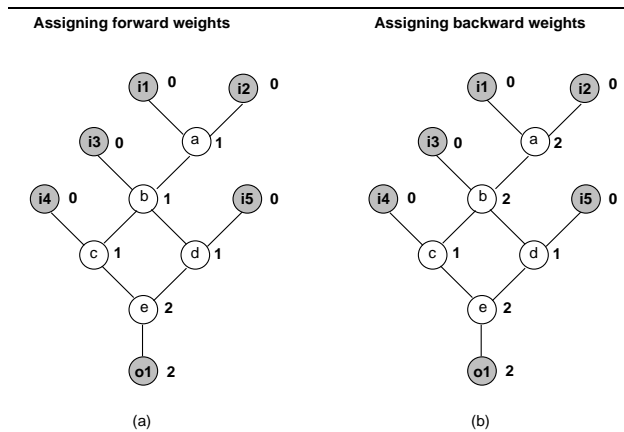 Assigning forward weights
Assigning backward weights
i1 0 i2 0
i1 0 i2 0
i3 0 a 1
i3 0 a 2
i4 0 b 1 i5 0
i4 0 b 2 i5 0
c 1 d 1
c 1 d 1
e 2
e 2
o1 2
o1 2
(a)
(b)